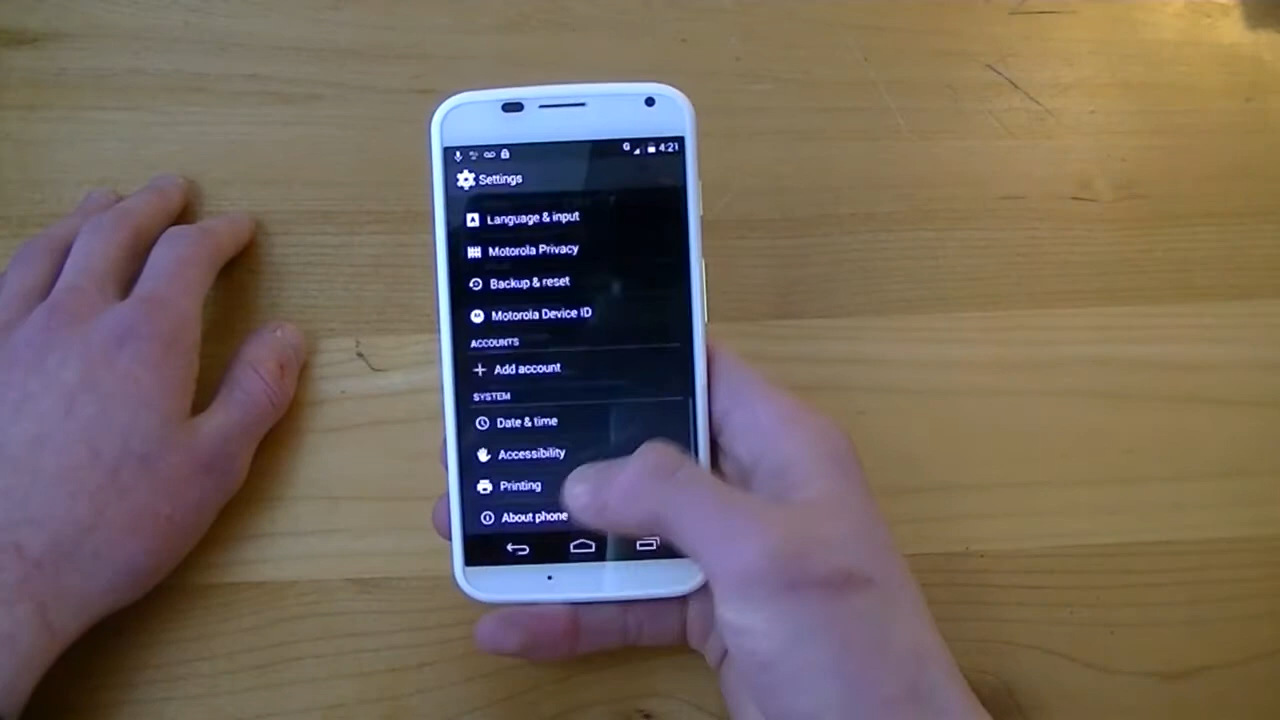 G 4:21
Settings
Language & input
Motorola Privacy
Backup & reset
Motorola Device ID
ACCOUNTS
Add account
SYSTEM
Date & time
Accessibility
Printing
About phone